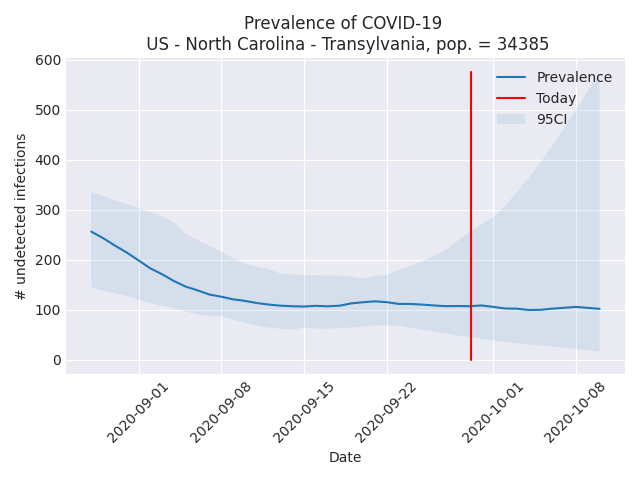 Prevalence of COVID-19
US - North Carolina - Transylvania, pop. = 34385
600
500
400
300
200
100
0
# undetected infections
Prevalence
Today
95CI
2020-09-01
2020-09-08
2020-09-15
2020-09-22
2020-10-01
2020-10-08
Date